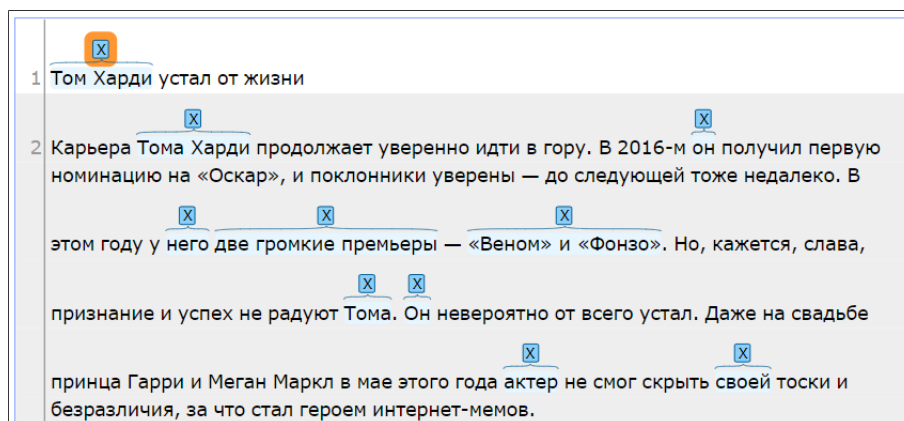 X
1 Том Харди устал от жизни
X X
2 Карьера Тома Харди продолжает уверенно идти в гору. В 2016-м он получил первую
номинацию на «Оскар», и поклонники уверены — до следующей тоже недалеко. В
X X X
этом году у него две громкие премьеры — «Веном» и «Фонзо». Но, кажется, слава,
X X
признание и успех не радуют Тома. Он невероятно от всего устал. Даже на свадьбе
X X
принца Гарри и Меган Маркл в мае этого года актер не смог скрыть своей тоски и
безразличия, за что стал героем интернет-мемов.